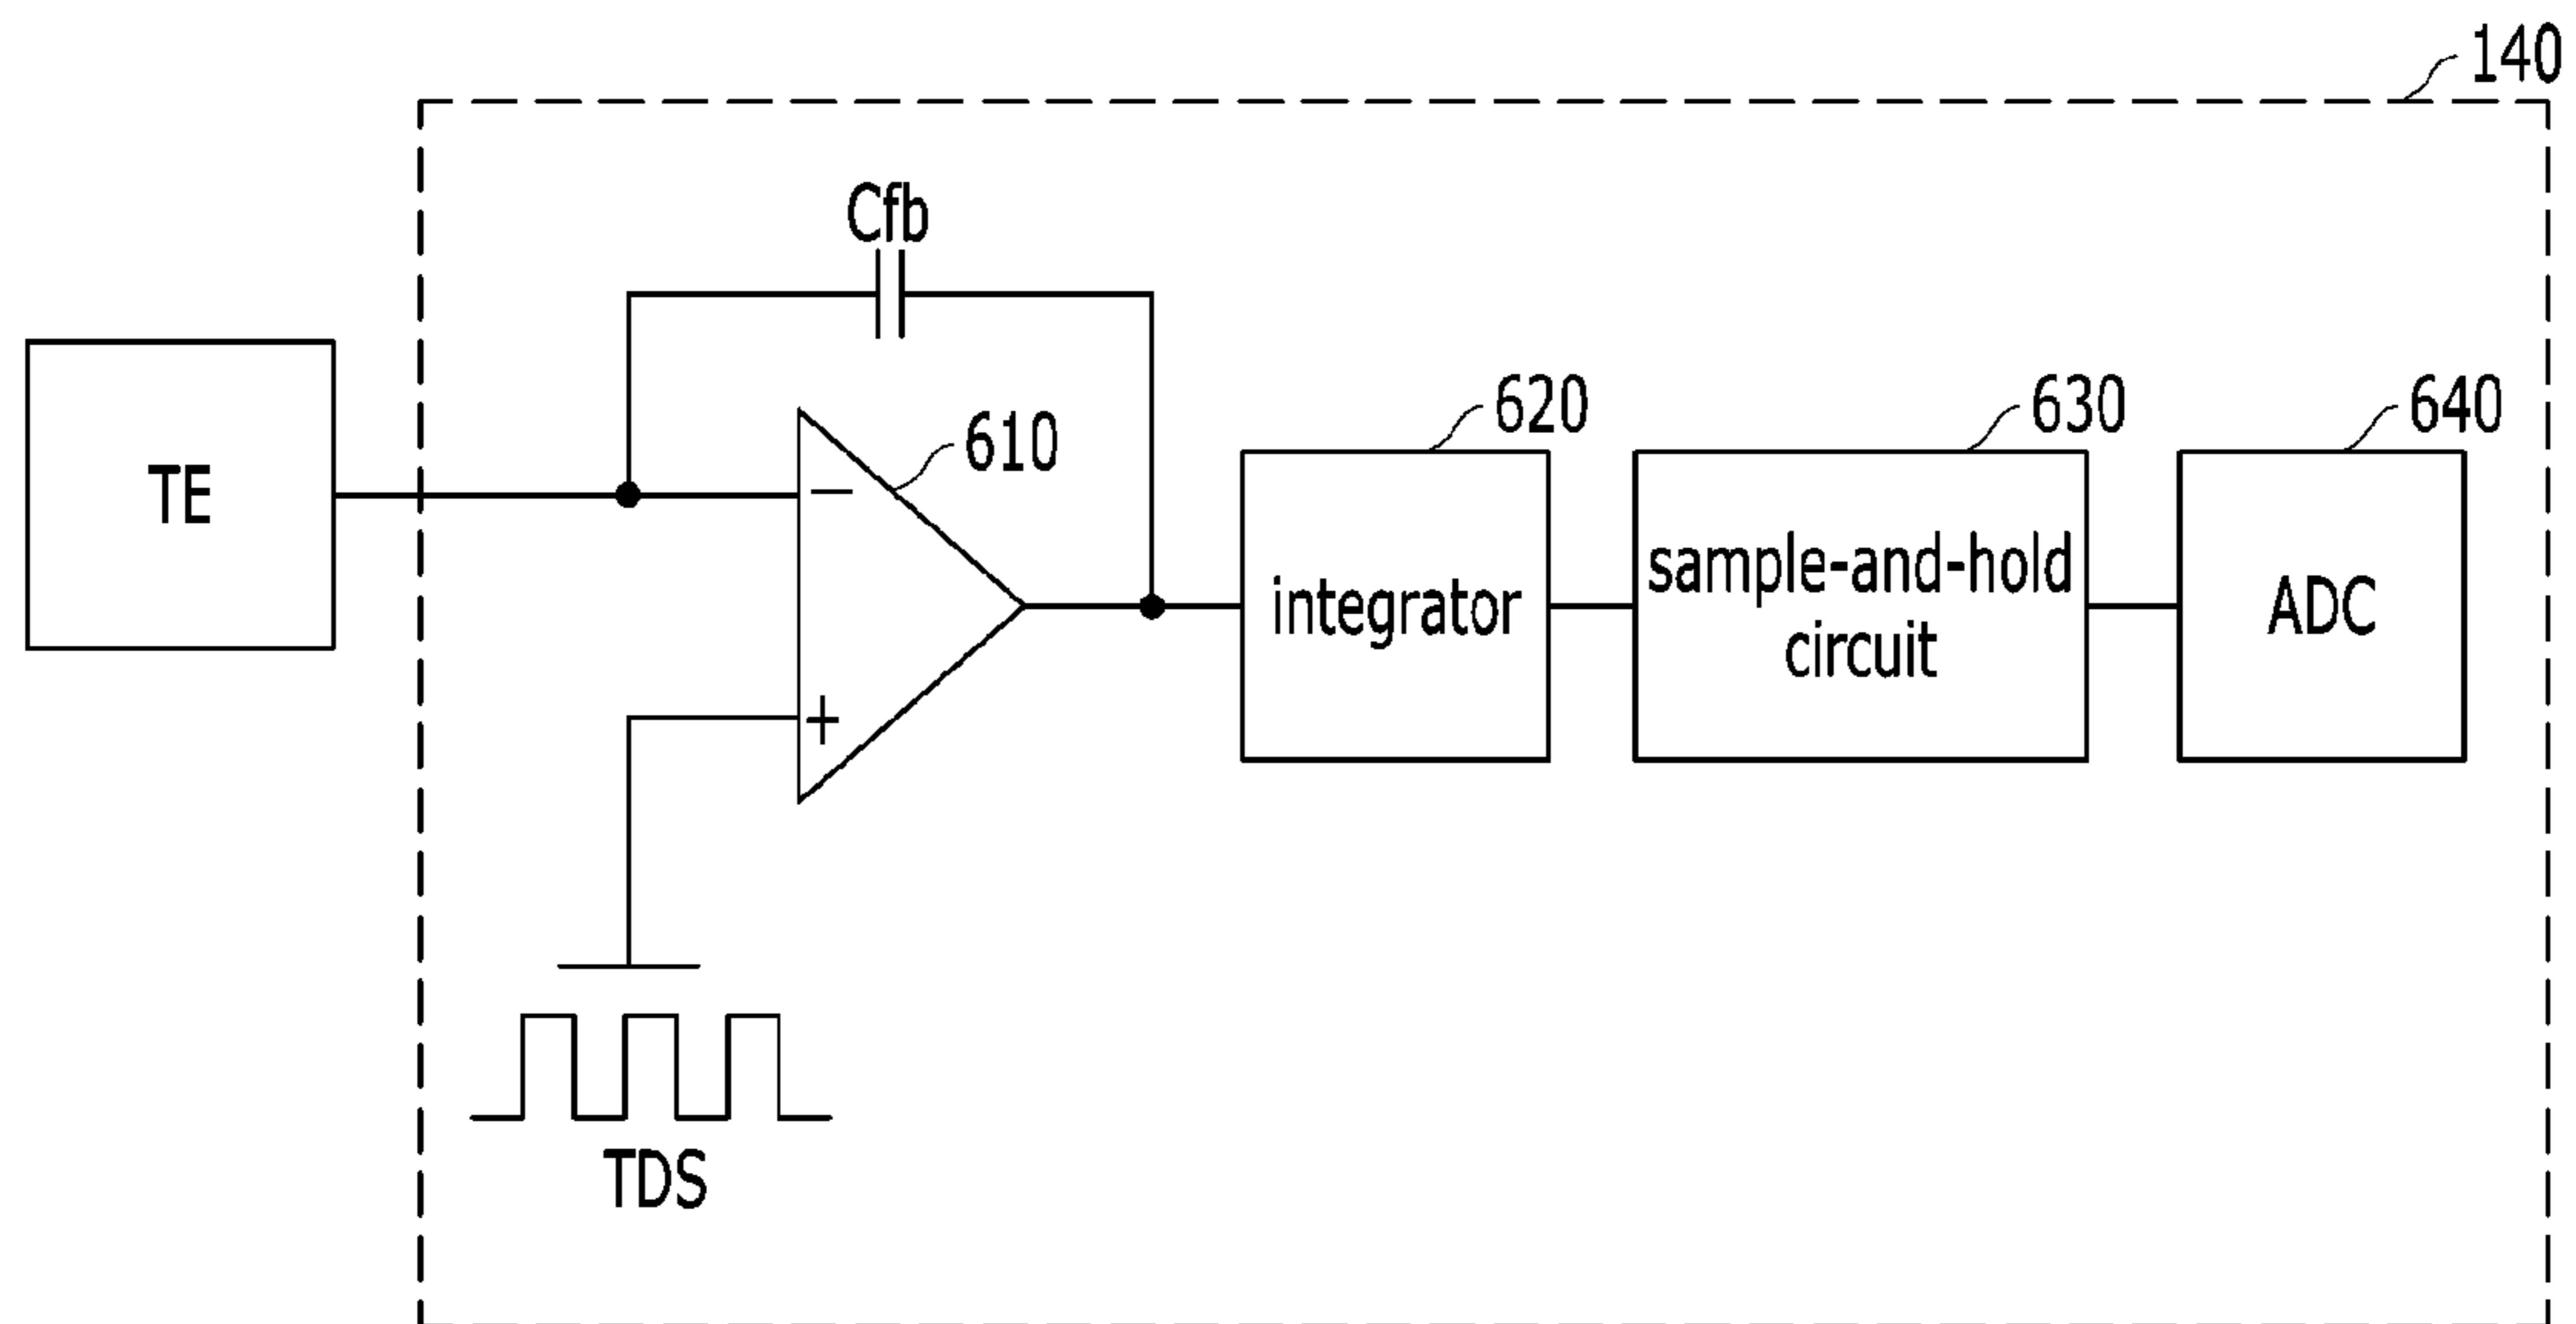 140
Cfb
610
620
630
640
TE
−
+
integrator
sample-and-hold
circuit
ADC
TDS